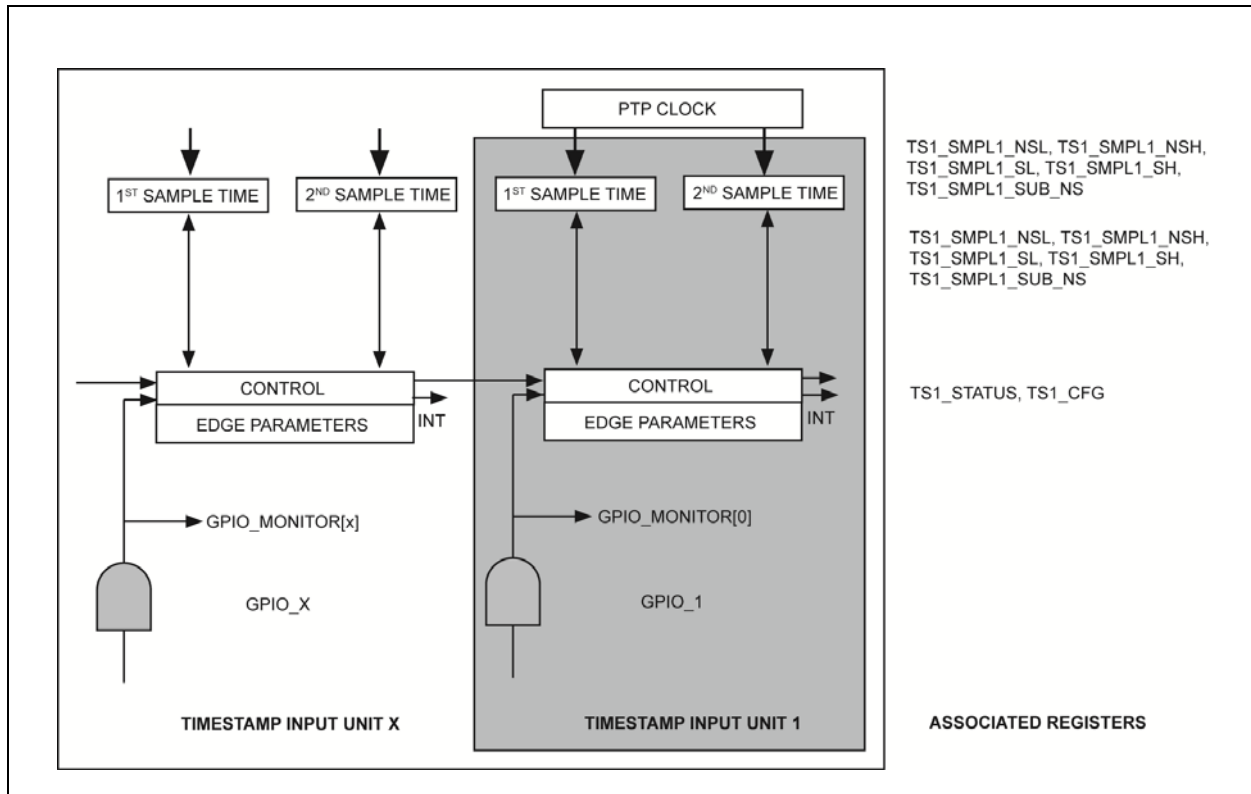 PTP CLOCK
1ST SAMPLE TIME
2ND SAMPLE TIME
1ST SAMPLE TIME
2ND SAMPLE TIME
TS1_SMPL1_NSL, TS1_SMPL1_NSH,
TS1_SMPL1_SL, TS1_SMPL1_SH,
TS1_SMPL1_SUB_NS
TS1_SMPL1_NSL, TS1_SMPL1_NSH,
TS1_SMPL1_SL, TS1_SMPL1_SH,
TS1_SMPL1_SUB_NS
CONTROL
EDGE PARAMETERS
INT
CONTROL
EDGE PARAMETERS
INT
TS1_STATUS, TS1_CFG
GPIO_MONITOR[x]
GPIO_MONITOR[0]
GPIO_X
GPIO_1
TIMESTAMP INPUT UNIT X
TIMESTAMP INPUT UNIT 1
ASSOCIATED REGISTERS